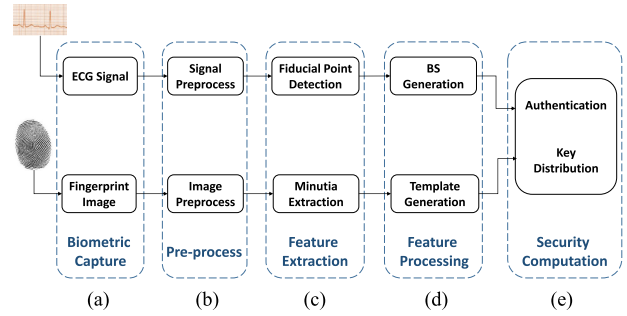 ECG Signal
Signal
Preprocess
Fiducial Point
Detection
BS
Generation
Authentication
Key
Distribution
Fingerprint
Image
Image
Preprocess
Minutia
Extraction
Template
Generation
Biometric
Capture
Pre-process
Feature
Extraction
Feature
Processing
Security
Computation
(a)
(b)
(c)
(d)
(e)